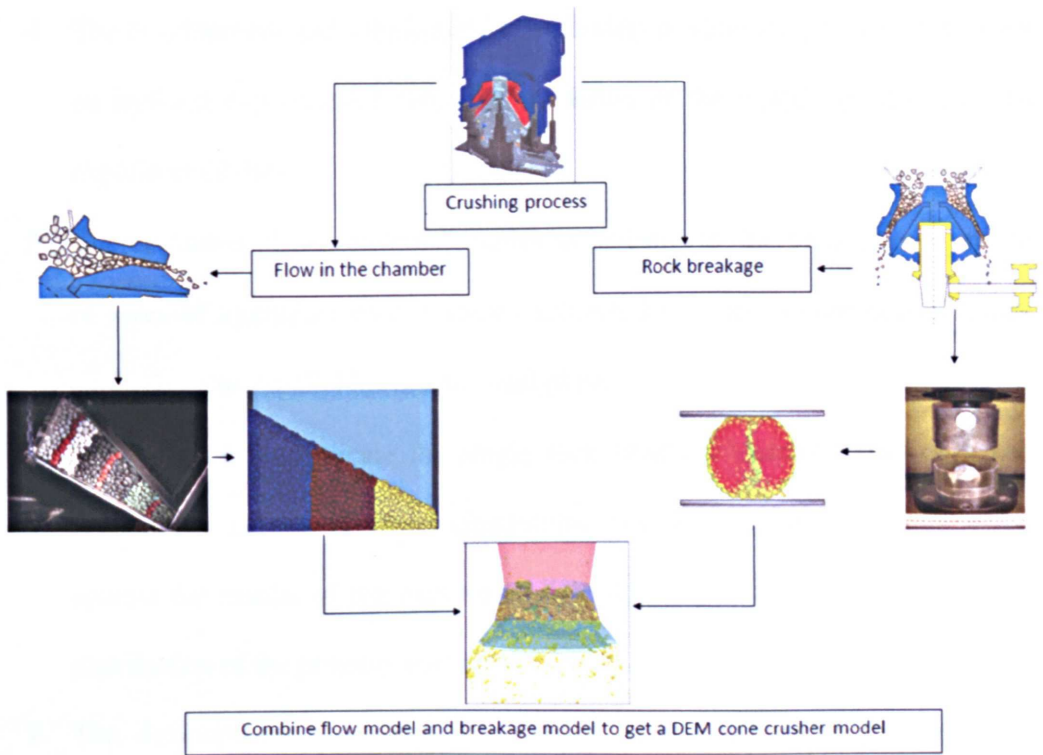 Crushing process
Flow in the chamber
Rock breakage
Combine flow model and breakage model to get a DEM cone crusher model